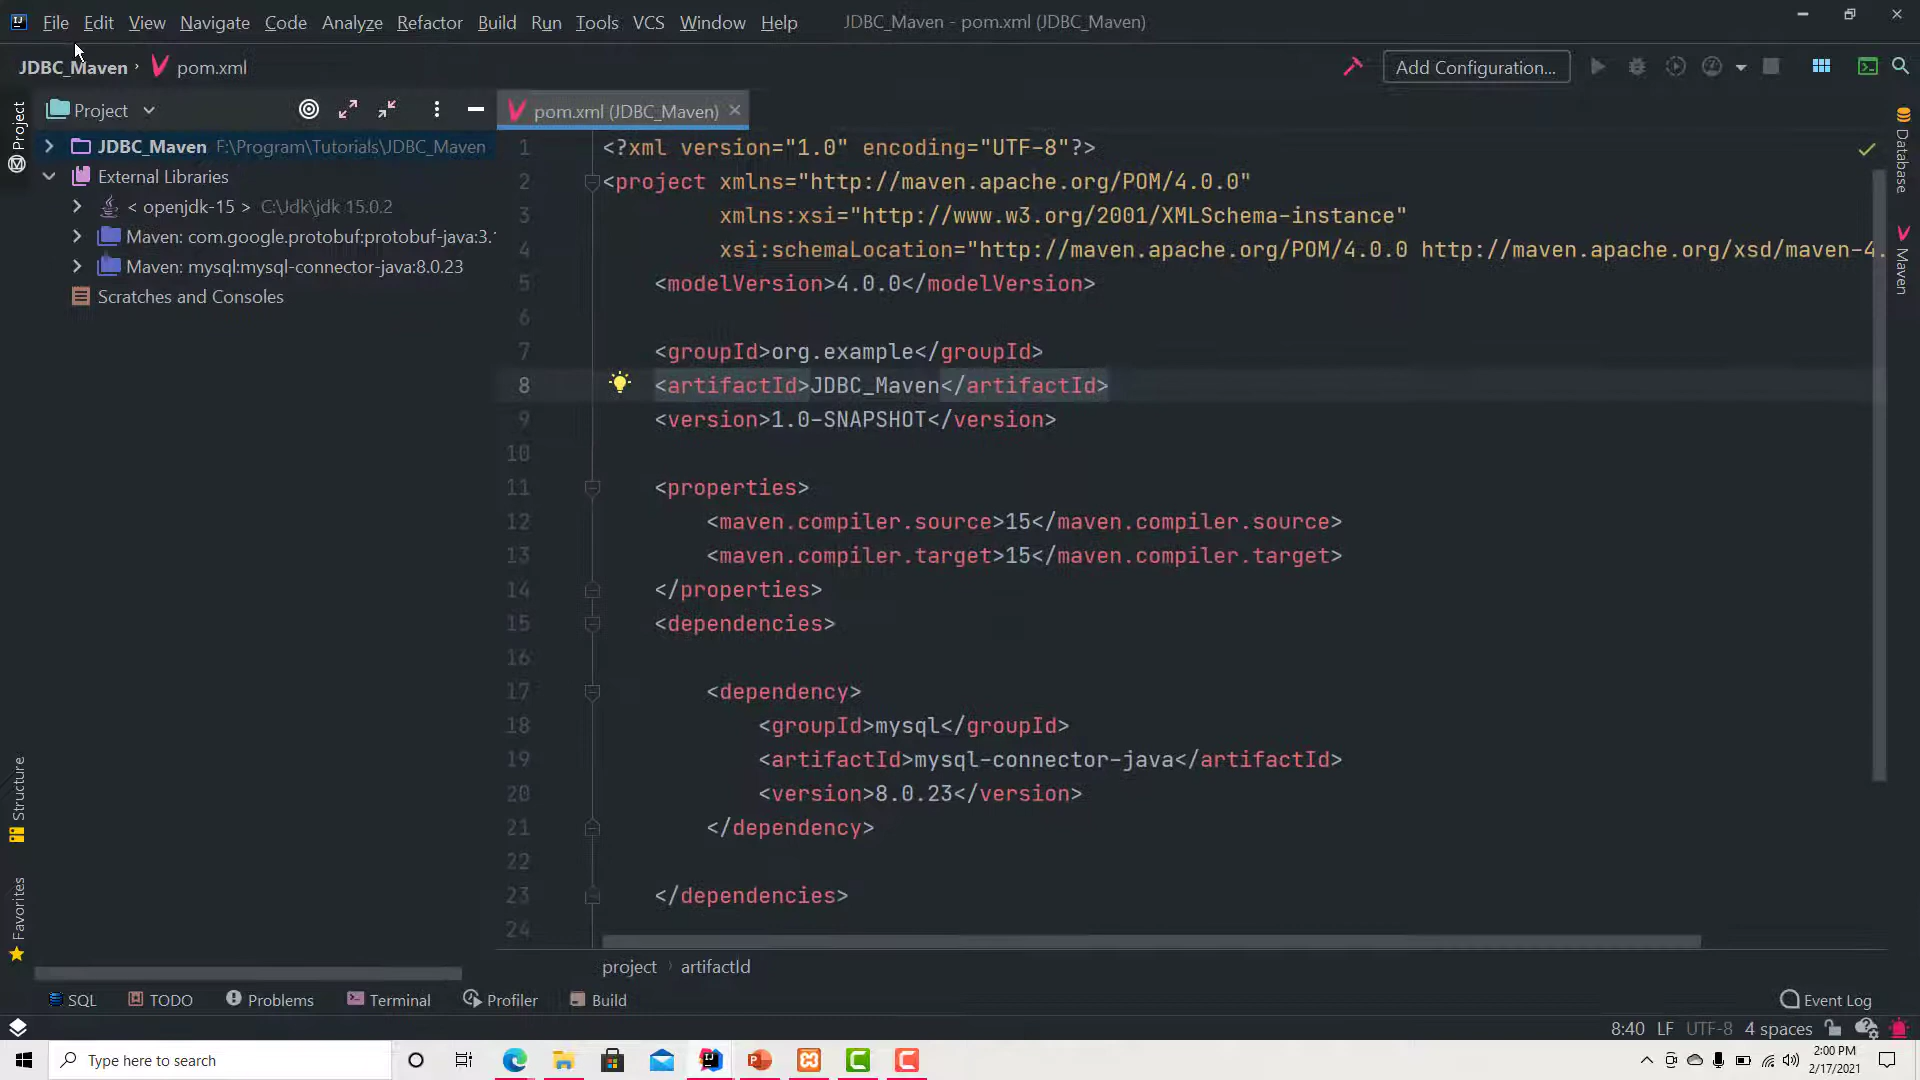 File Edit View Navigate Code Analyze Refactor Build Run Tools VCS Window Help JDBC_Maven - pom.xml (JDBC_Maven)
JDBC_Maven pom.xml Add Configuration...
Project pom.xml (JDBC_Maven)
Project
JDBC_Maven F:\Program\Tutorials\JDBC_Maven
External Libraries
< openjdk-15 > C:\Jdk\jdk 15.0.2
Maven: com.google.protobuf:protobuf-java:3.
Maven: mysql:mysql-connector-java:8.0.23
Scratches and Consoles
1 <?xml version="1.0" encoding="UTF-8"?>
2 <project xmlns="http://maven.apache.org/POM/4.0.0"
3 xmlns:xsi="http://www.w3.org/2001/XMLSchema-instance"
4 xsi:schemaLocation="http://maven.apache.org/POM/4.0.0 http://maven.apache.org/xsd/maven-4.
5 <modelVersion>4.0.0</modelVersion>
6
7 <groupId>org.example</groupId>
8 <artifactId>JDBC_Maven</artifactId>
9 <version>1.0-SNAPSHOT</version>
10
11 <properties>
12 <maven.compiler.source>15</maven.compiler.source>
13 <maven.compiler.target>15</maven.compiler.target>
14 </properties>
15 <dependencies>
16
17 <dependency>
18 <groupId>mysql</groupId>
19 <artifactId>mysql-connector-java</artifactId>
20 <version>8.0.23</version>
21 </dependency>
22
23 </dependencies>
24
Database
Maven
Structure
Favorites
project artifactId
SQL TODO Problems Terminal Profiler Build Event Log
8:40 LF UTF-8 4 spaces
Type here to search
2:00 PM
2/17/2021